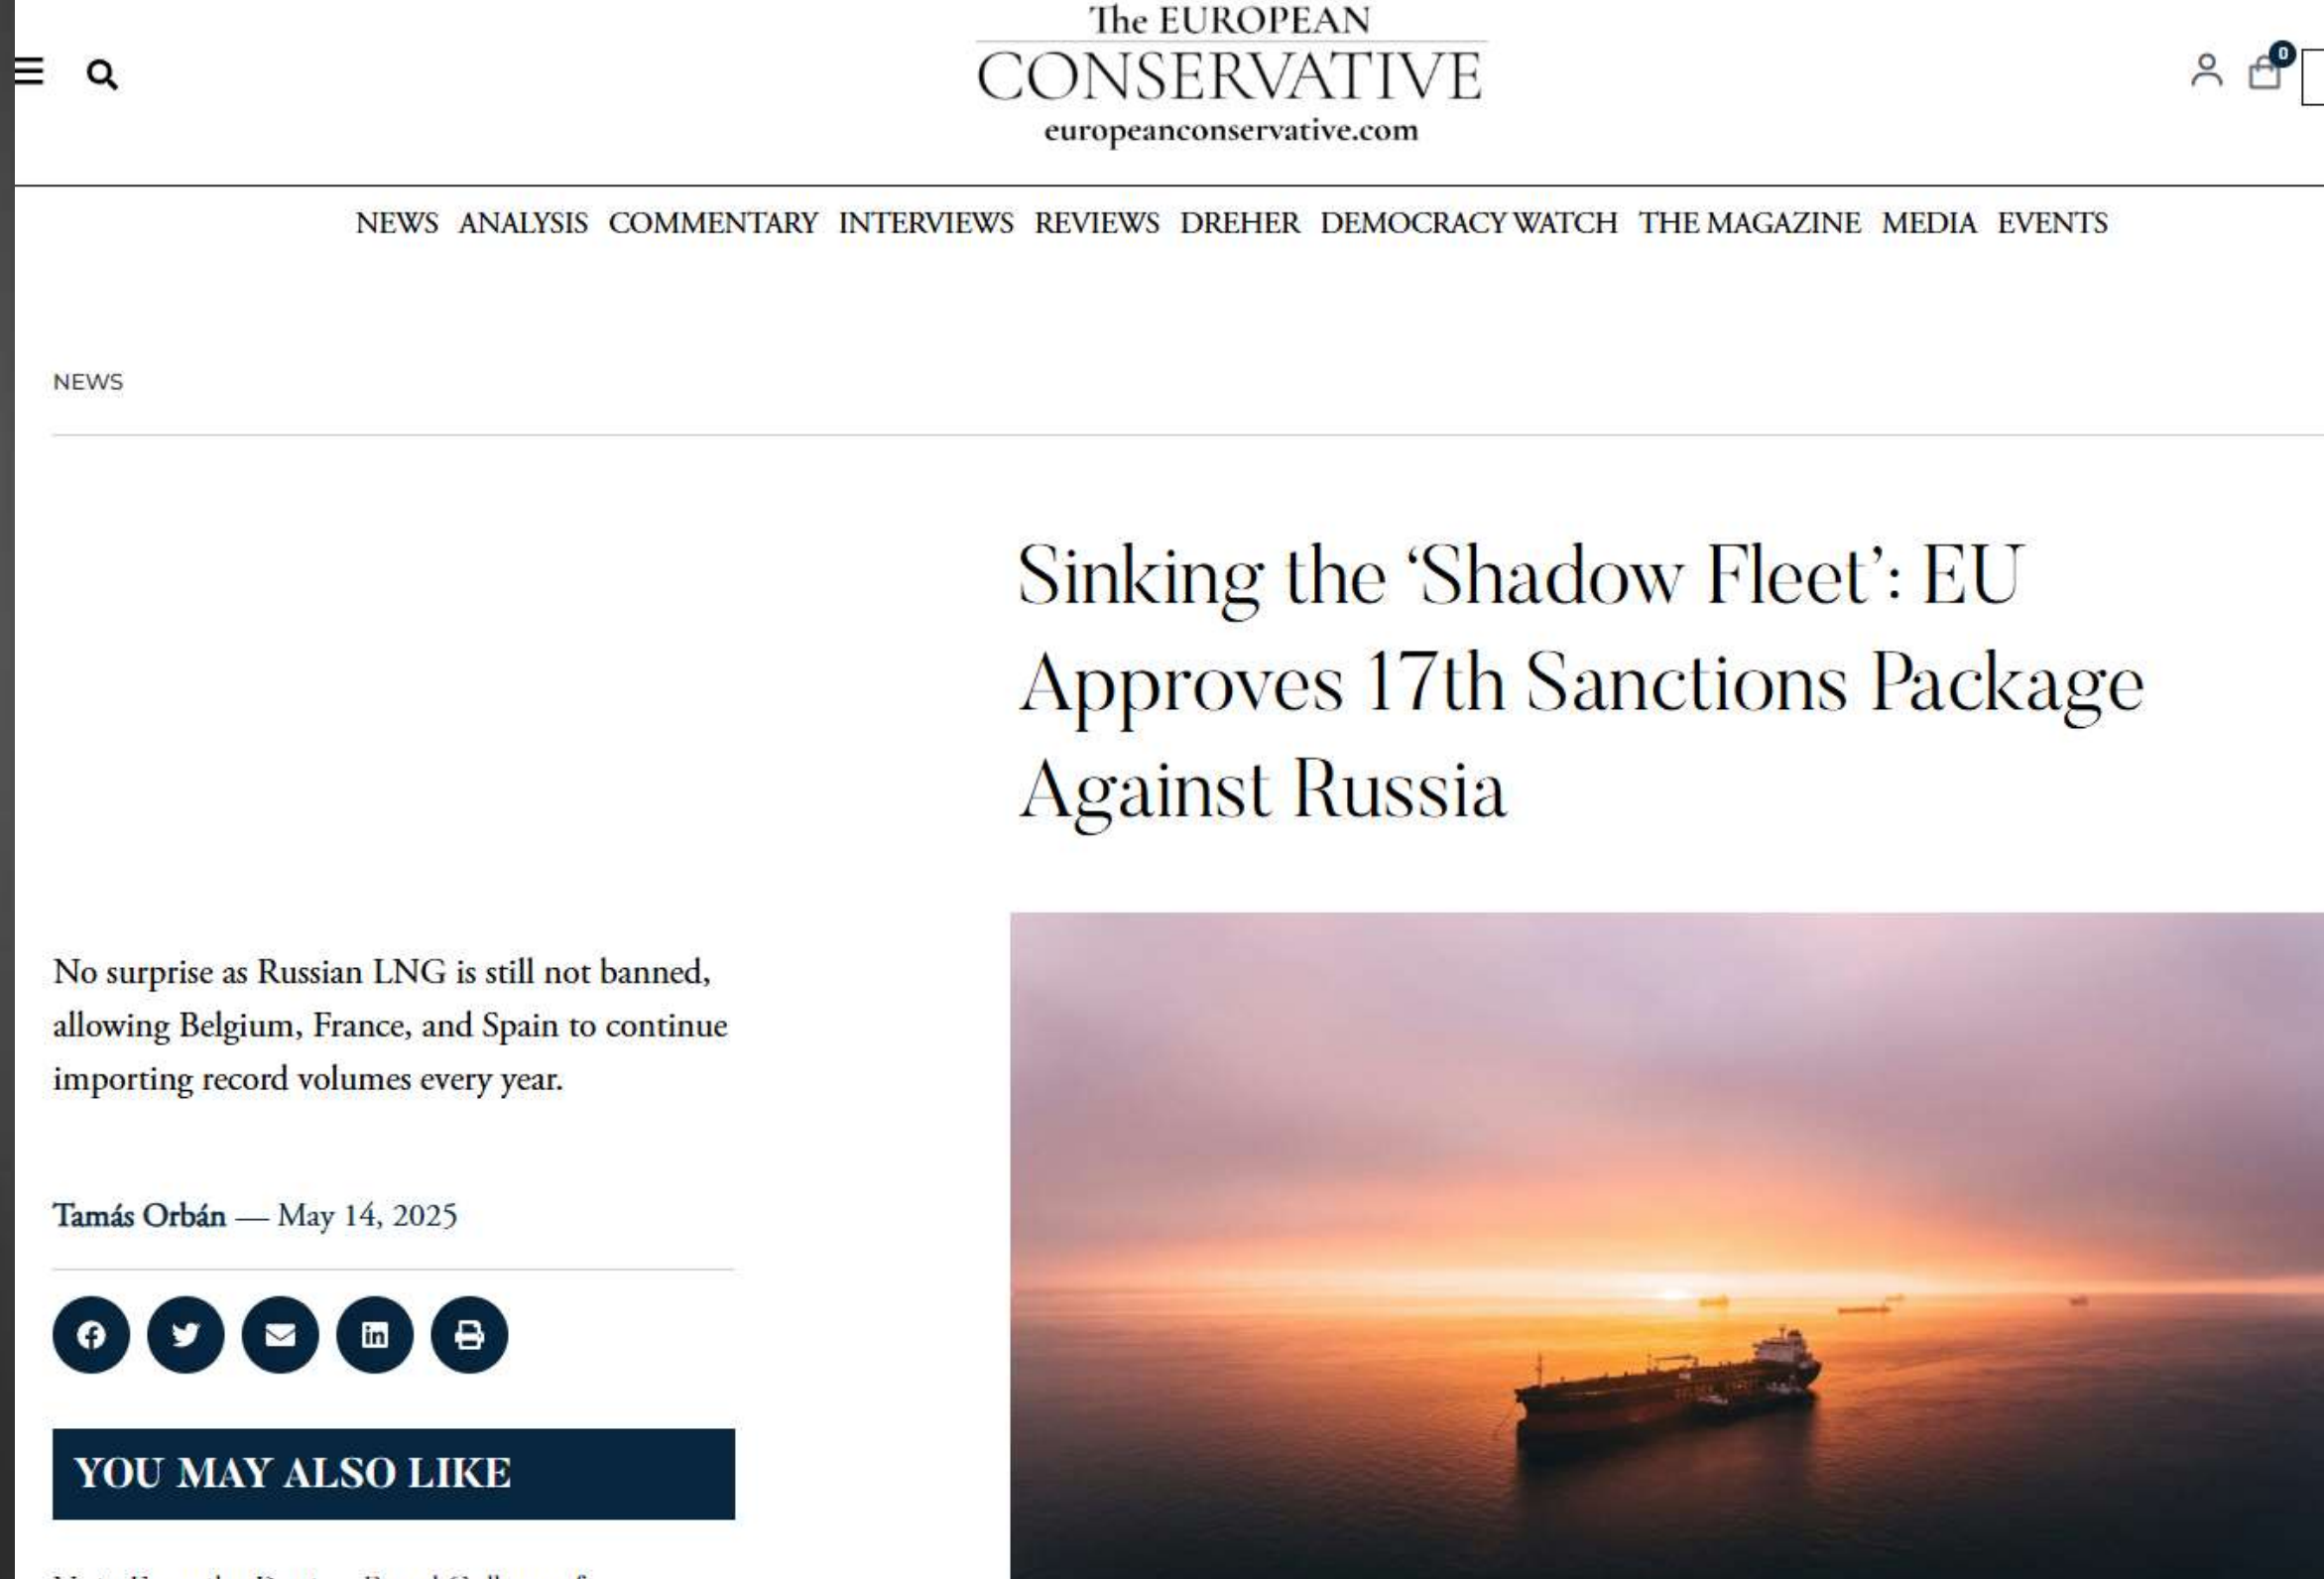 The EUROPEAN
CONSERVATIVE
europeanconservative.com
0
NEWS ANALYSIS COMMENTARY INTERVIEWS REVIEWS DREHER DEMOCRACY WATCH THE MAGAZINE MEDIA EVENTS
NEWS
Sinking the ‘Shadow Fleet’: EU
Approves 17th Sanctions Package
Against Russia
No surprise as Russian LNG is still not banned,
allowing Belgium, France, and Spain to continue
importing record volumes every year.
Tamás Orbán — May 14, 2025
YOU MAY ALSO LIKE